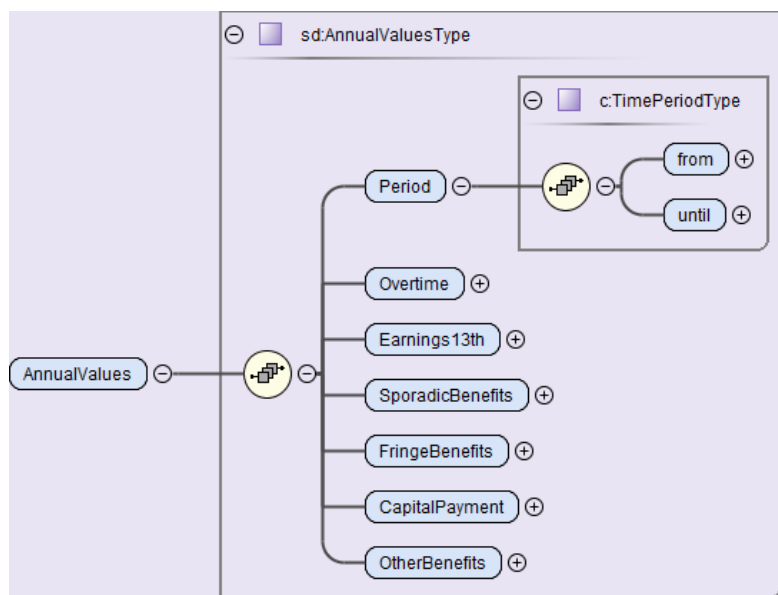 sd:AnnualValuesType
c:TimePeriodType
from
Period
until
Overtime
Earnings13th
AnnualValues
SporadicBenefits
FringeBenefits
CapitalPayment
OtherBenefits